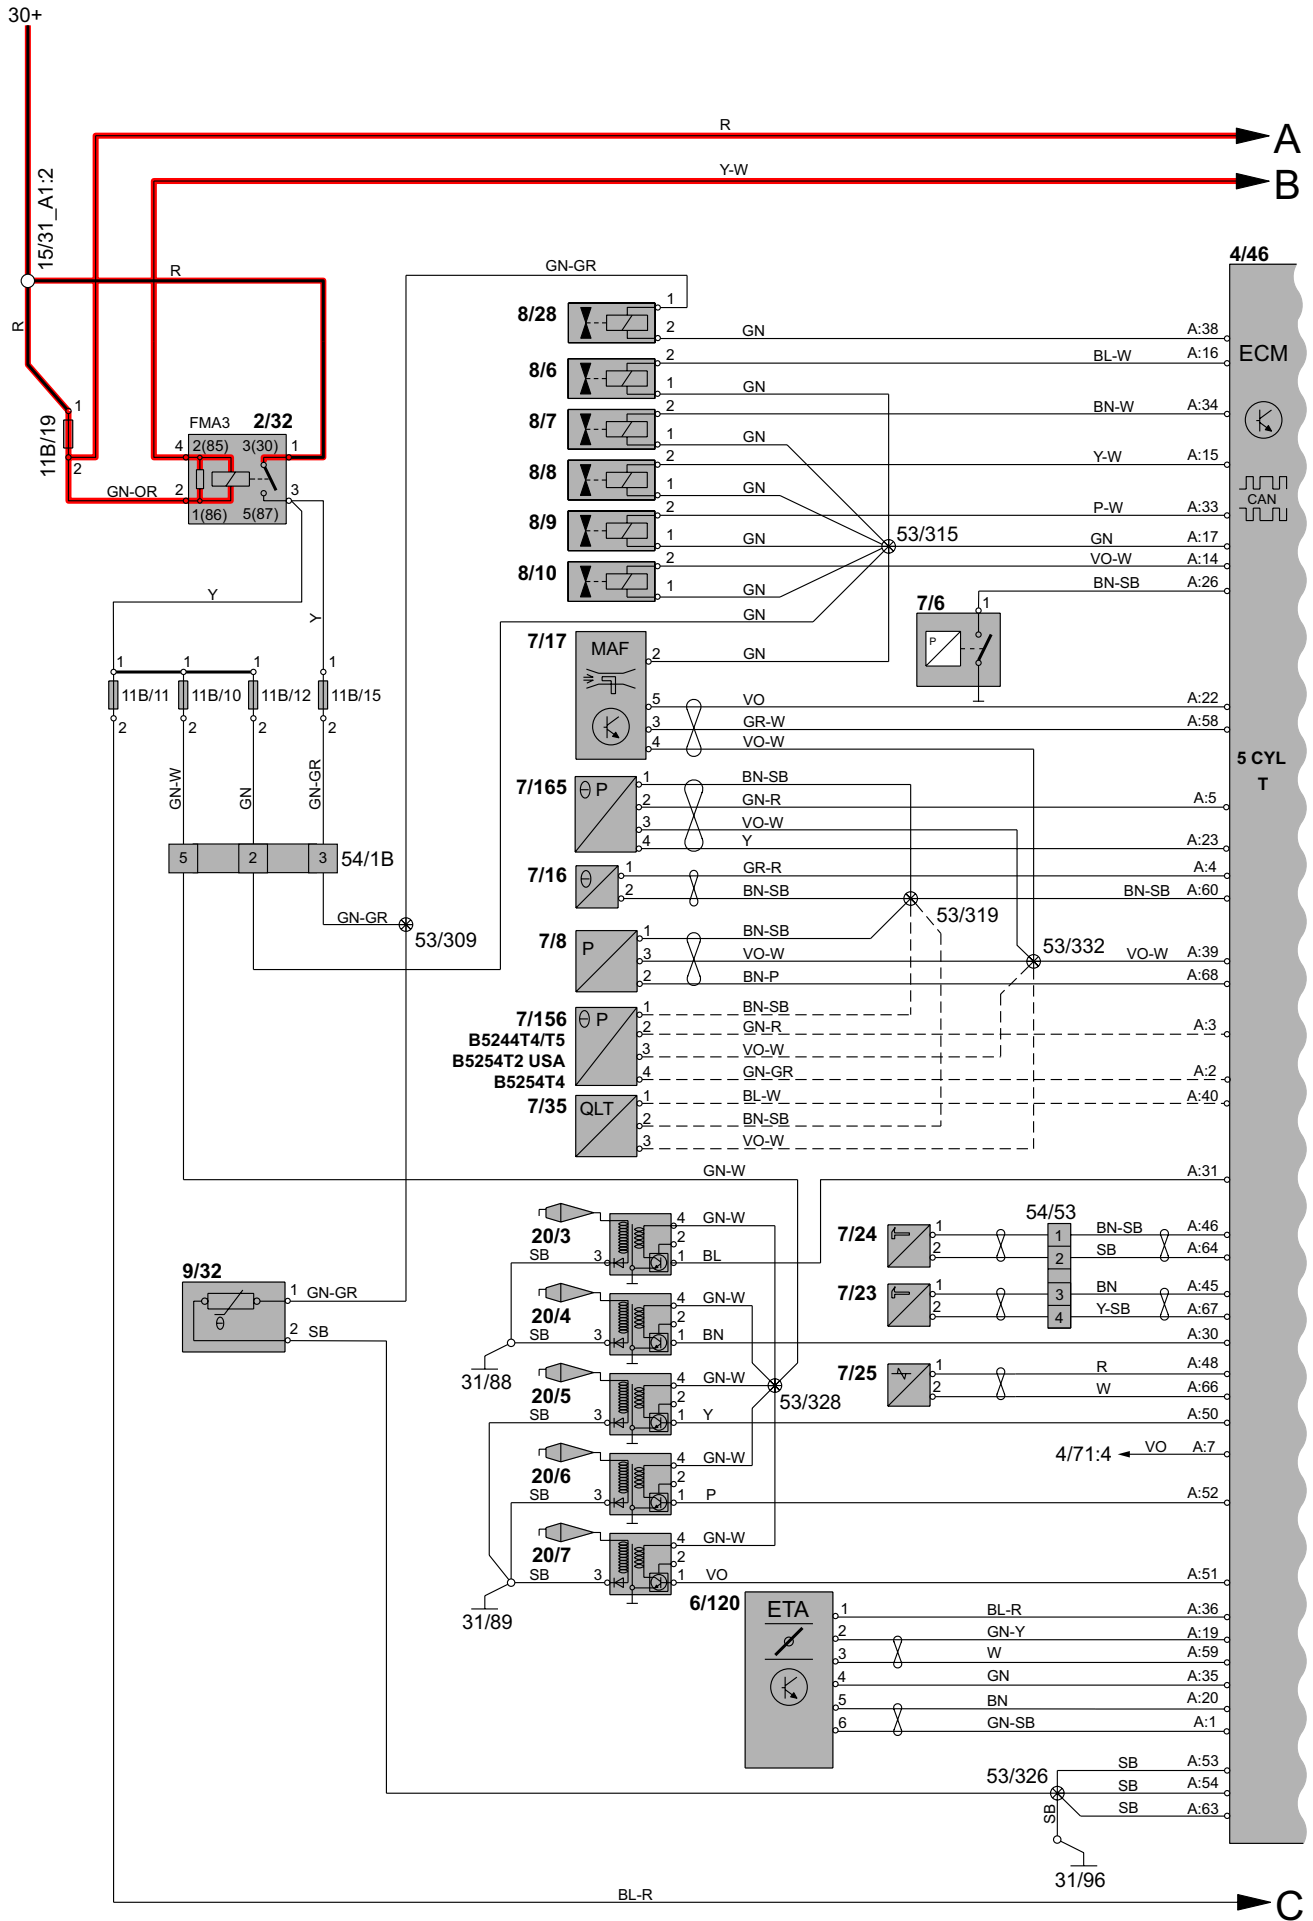 30+
R
A
Y-W
B
15/31_A1:2
R
R
4/46
GN-GR
8/28
1
2
GN
A:38
ECM
8/6
2
BL-W
A:16
1
GN
8/7
2
BN-W
A:34
1
GN
8/8
2
Y-W
A:15
1
GN
CAN
8/9
2
P-W
A:33
1
GN
53/315
GN
A:17
8/10
2
VO-W
A:14
1
GN
BN-SB
A:26
GN
7/6
1
P
1
11B/19
2
FMA3
2/32
4
2(85)
3(30)
1
GN-OR
2
1(86)
5(87)
3
Y
Y
1
1
1
1
11B/11
11B/10
11B/12
11B/15
2
2
2
2
GN-W
GN
GN-GR
5
2
3
54/1B
GN-GR
53/309
7/17
MAF
2
GN
5
VO
A:22
3
GR-W
A:58
4
VO-W
5 CYL
T
7/165
θ P
1
BN-SB
2
GN-R
A:5
3
VO-W
4
Y
A:23
7/16
θ
1
GR-R
A:4
2
BN-SB
BN-SB
A:60
53/319
7/8
P
1
BN-SB
53/332
3
VO-W
VO-W
A:39
2
BN-P
A:68
7/156
θ P
B5244T4/T5
B5254T2 USA
B5254T4
1
BN-SB
2
GN-R
A:3
3
VO-W
4
GN-GR
A:2
7/35
QLT
1
BL-W
A:40
2
BN-SB
3
VO-W
GN-W
A:31
20/3
4
GN-W
2
SB
3
1
BL
54/53
7/24
1
1
BN-SB
A:46
2
2
SB
A:64
9/32
θ
1
GN-GR
2
SB
20/4
4
GN-W
2
SB
3
1
BN
A:30
7/23
1
3
BN
A:45
2
4
Y-SB
A:67
31/88
20/5
4
GN-W
2
SB
3
1
Y
A:50
53/328
7/25
1
R
A:48
2
W
A:66
4/71:4
VO
A:7
20/6
4
GN-W
2
SB
3
1
P
A:52
20/7
4
GN-W
2
SB
3
1
VO
A:51
31/89
6/120
ETA
1
BL-R
A:36
2
GN-Y
A:19
3
W
A:59
4
GN
A:35
5
BN
A:20
6
GN-SB
A:1
53/326
SB
A:53
SB
A:54
SB
A:63
SB
31/96
BL-R
C